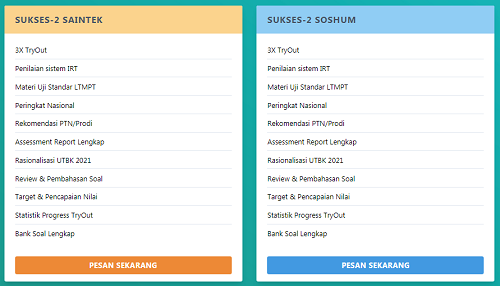 SUKSES-2 SAINTEK
3X TryOut
Penilaian sistem IRT
Materi Uji Standar LTMPT
Peringkat Nasional
Rekomendasi PTN/Prodi
Assessment Report Lengkap
Rasionalisasi UTBK 2021
Review & Pembahasan Soal
Target & Pencapaian Nilai
Statistik Progress TryOut
Bank Soal Lengkap
PESAN SEKARANG
SUKSES-2 SOSHUM
3X TryOut
Penilaian sistem IRT
Materi Uji Standar LTMPT
Peringkat Nasional
Rekomendasi PTN/Prodi
Assessment Report Lengkap
Rasionalisasi UTBK 2021
Review & Pembahasan Soal
Target & Pencapaian Nilai
Statistik Progress TryOut
Bank Soal Lengkap
PESAN SEKARANG